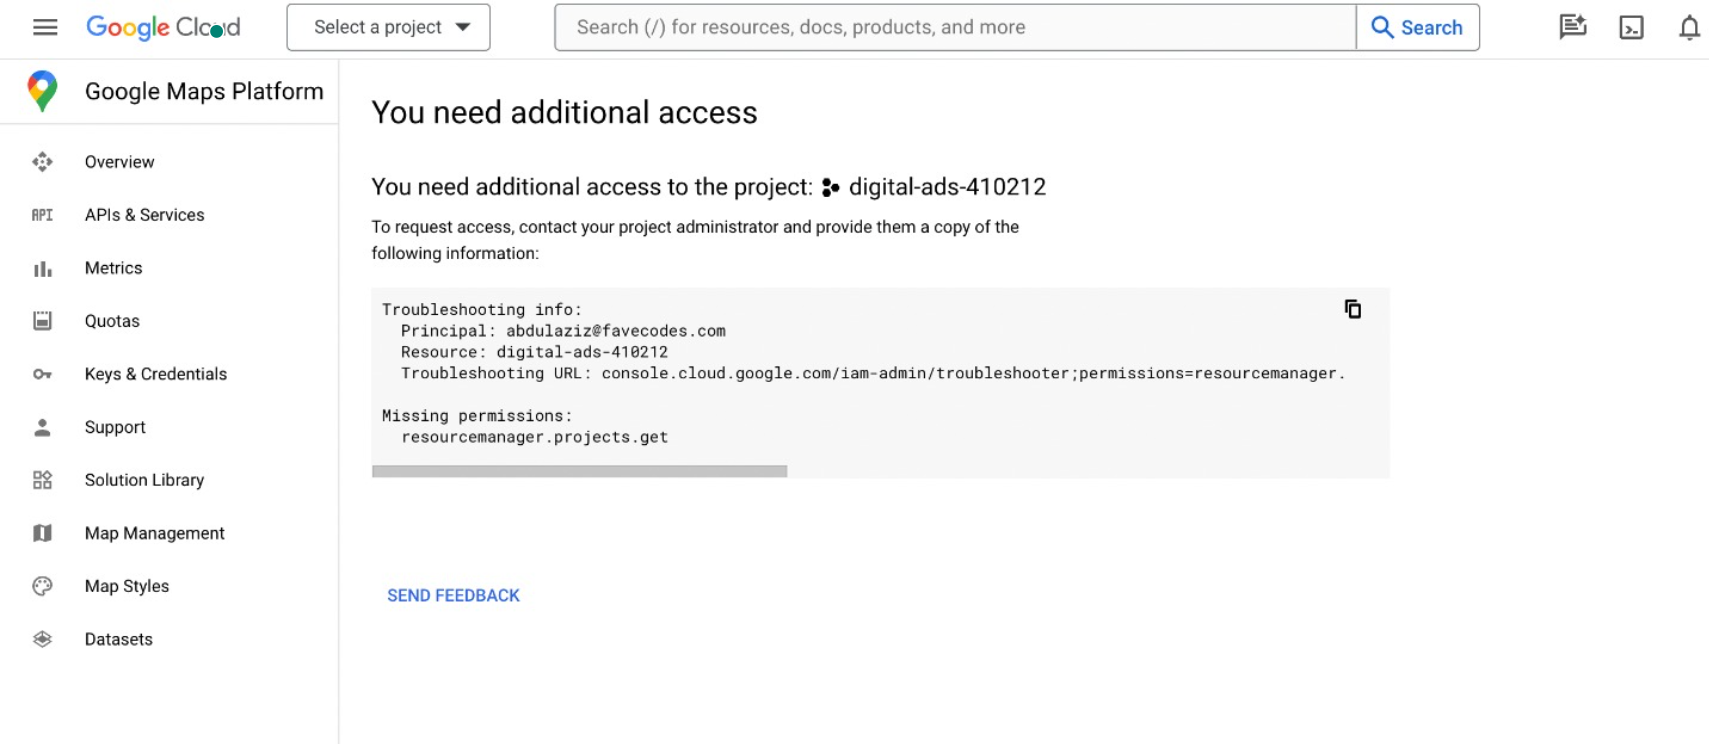 Google Cloud
Select a project
Search (/) for resources, docs, products, and more
Search
Google Maps Platform
Overview
API
APIs & Services
Metrics
Quotas
Keys & Credentials
Support
Solution Library
Map Management
Map Styles
Datasets
You need additional access
You need additional access to the project: digital-ads-410212
To request access, contact your project administrator and provide them a copy of the
following information:
Troubleshooting info:
Principal: abdulaziz@favecodes.com
Resource: digital-ads-410212
Troubleshooting URL: console.cloud.google.com/iam-admin/troubleshooter;permissions=resourcemanager.
Missing permissions:
resourcemanager.projects.get
SEND FEEDBACK